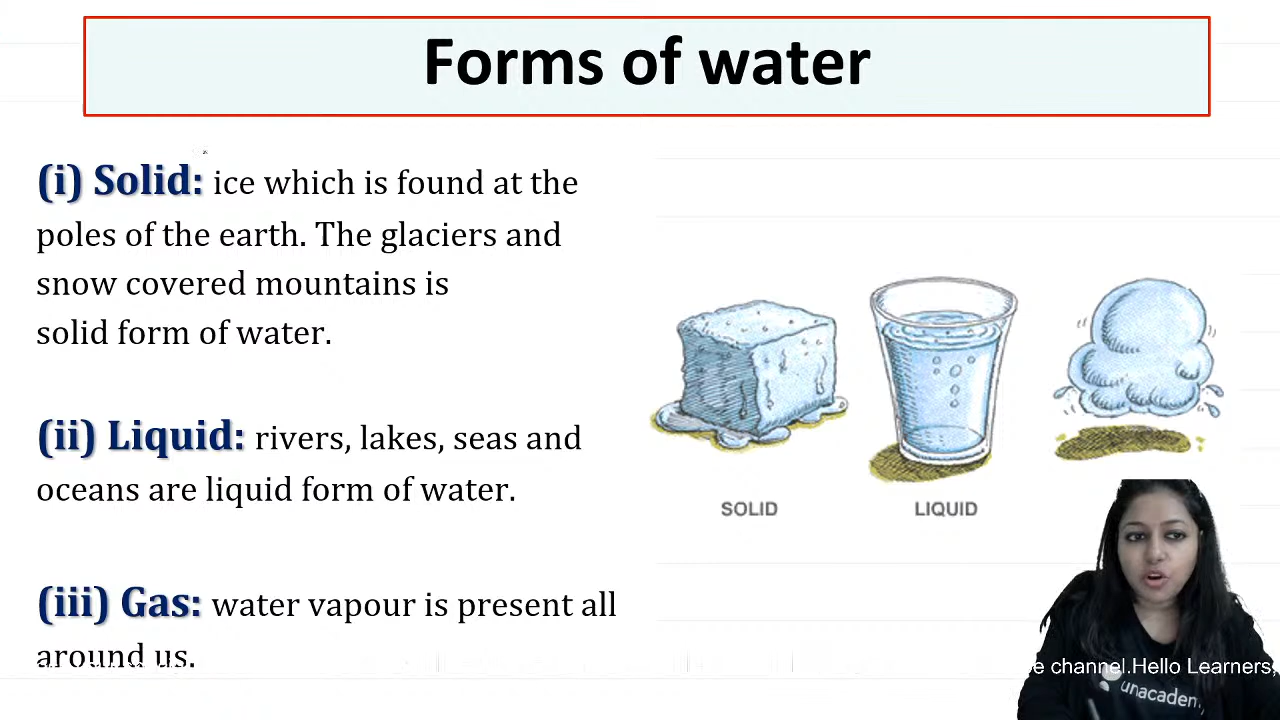 Forms of water
(i) Solid: ice which is found at the
poles of the earth. The glaciers and
snow covered mountains is
solid form of water.
(ii) Liquid: rivers, lakes, seas and
oceans are liquid form of water.
(iii) Gas: water vapour is present all
around us.
SOLID
LIQUID
channel.Hello Learners,